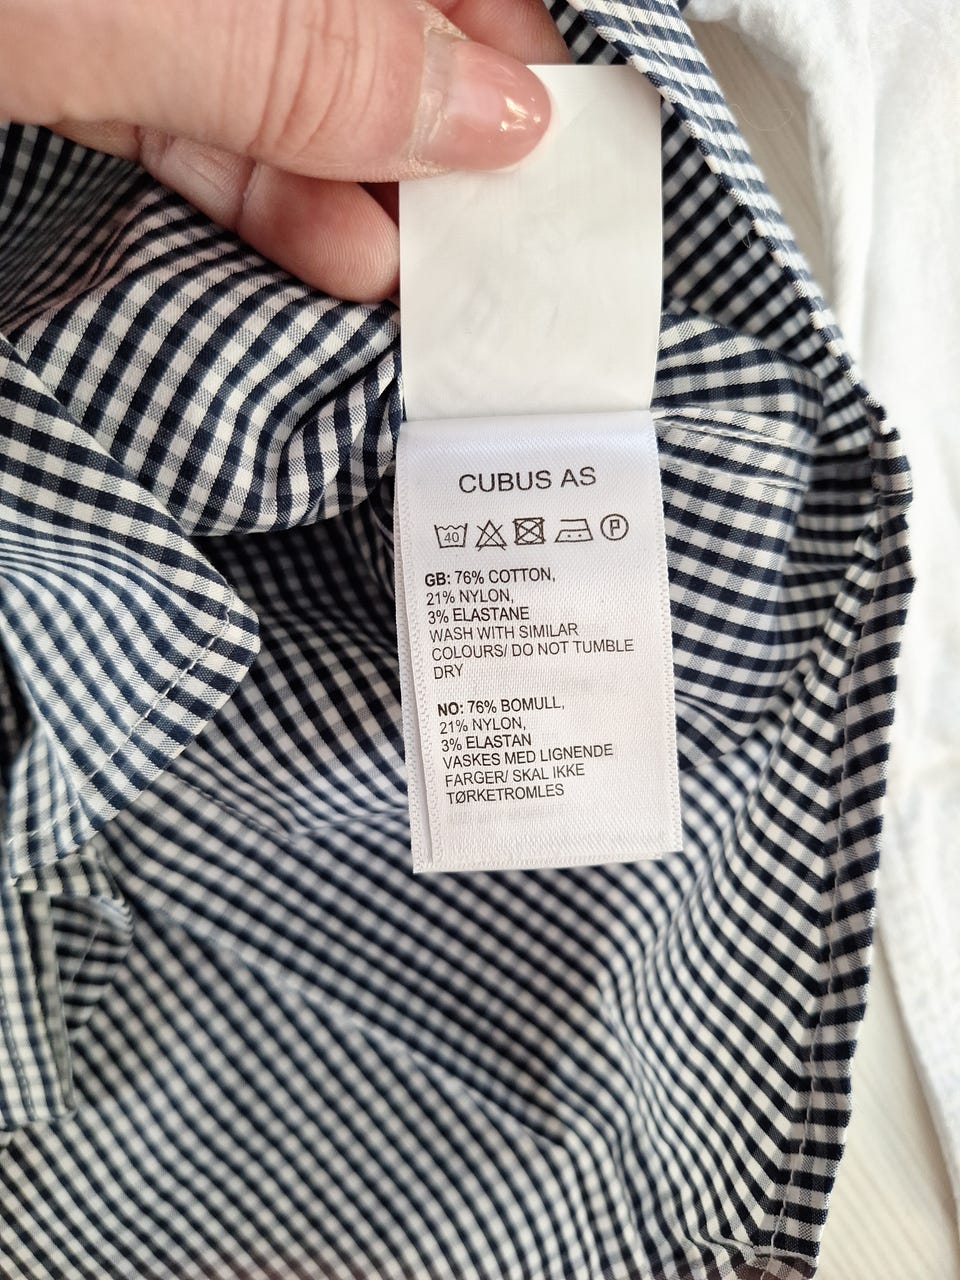 CUBUS AS
40 P
GB: 76% COTTON,
21% NYLON,
3% ELASTANE
WASH WITH SIMILAR
COLOURS/ DO NOT TUMBLE
DRY
NO: 76% BOMULL,
21% NYLON,
3% ELASTAN
VASKES MED LIGNENDE
FARGER/ SKAL IKKE
TØRKETROMLES